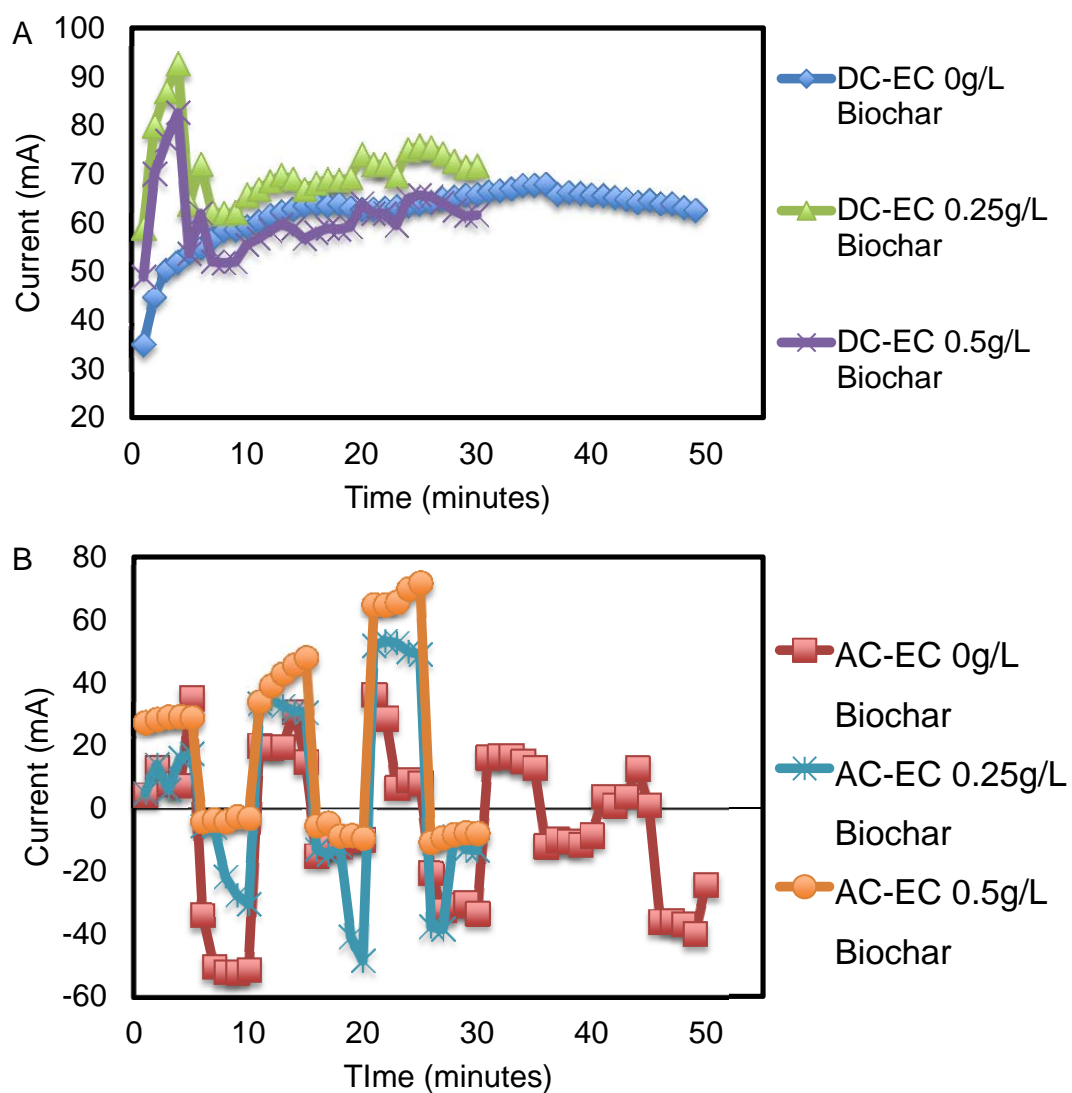 A
100
90
80
70
60
50
40
30
20
Current (mA)
0
10
20
30
40
50
Time (minutes)
DC-EC 0g/L
Biochar
DC-EC 0.25g/L
Biochar
DC-EC 0.5g/L
Biochar
B
80
60
40
20
0
-20
-40
-60
Current (mA)
0
10
20
30
40
50
TIme (minutes)
AC-EC 0g/L
Biochar
AC-EC 0.25g/L
Biochar
AC-EC 0.5g/L
Biochar